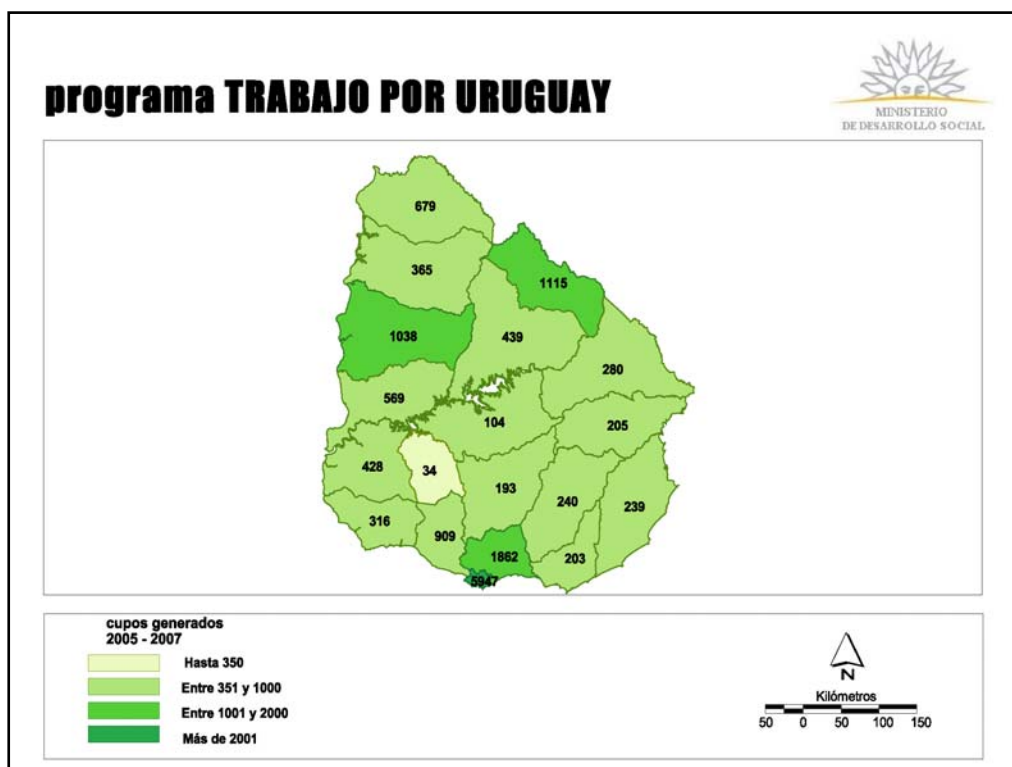 programa TRABAJO POR URUGUAY
MINISTERIO
DE DESARROLLO SOCIAL
679
365
1115
1038
439
280
569
104
205
428
34
193
240
239
316
909
1862
203
5947
cupos generados
2005 - 2007
Hasta 350
Entre 351 y 1000
Entre 1001 y 2000
Más de 2001
N
Kilómetros
50 0 50 100 150